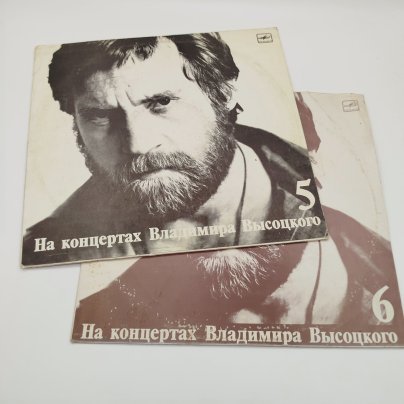 5
На концертах Владимира Высоцкого
6
На концертах Владимира Высоцкого